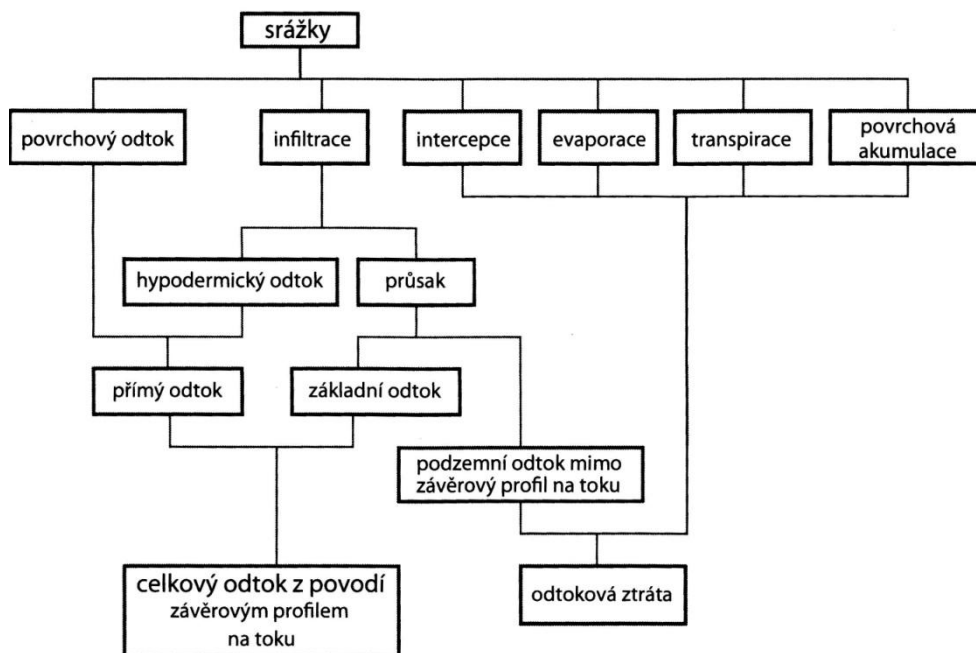 srážky
povrchový odtok
infiltrace
intercepce
evaporace
transpirace
povrchová
akumulace
hypodermický odtok
průsak
přímý odtok
základní odtok
podzemní odtok mimo
závěrový profil na toku
celkový odtok z povodí
závěrovým profilem
na toku
odtoková ztráta